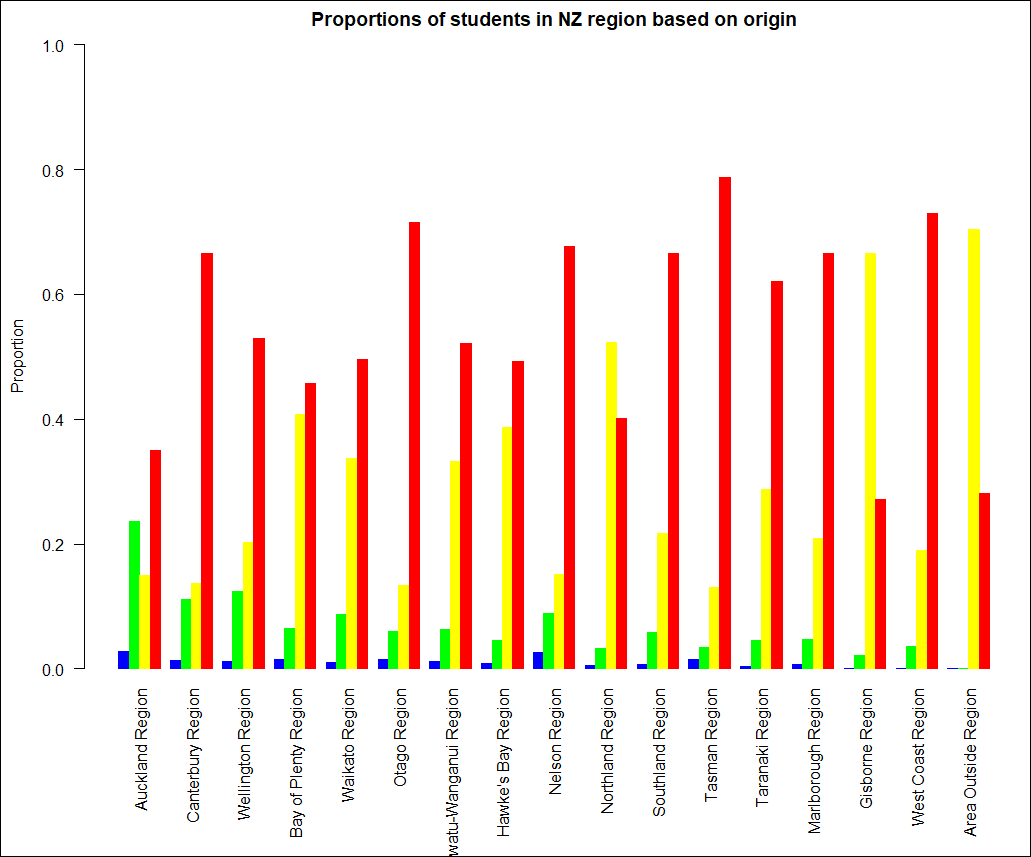 Proportions of students in NZ region based on origin
1.0
0.8
0.6
0.4
0.2
0.0
Proportion
Auckland Region
Canterbury Region
Wellington Region
Bay of Plenty Region
Waikato Region
Otago Region
watu-Wanganui Region
Hawke's Bay Region
Nelson Region
Northland Region
Southland Region
Tasman Region
Taranaki Region
Marlborough Region
Gisborne Region
West Coast Region
Area Outside Region